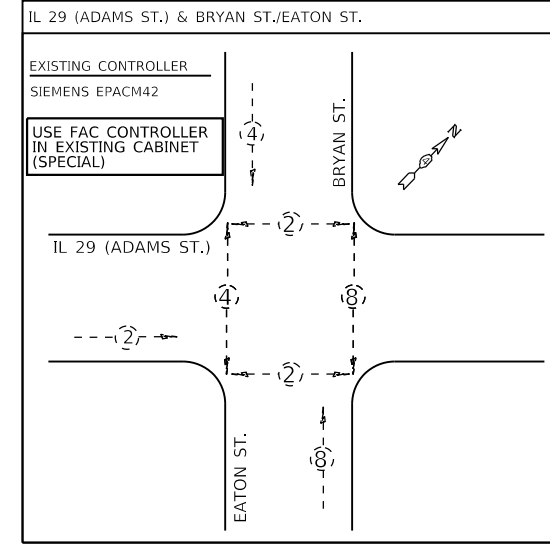 IL 29 (ADAMS ST.) & BRYAN ST./EATON ST.
EXISTING CONTROLLER
SIEMENS EPACM42
USE FAC CONTROLLER
IN EXISTING CABINET
(SPECIAL)
4
BRYAN ST.
N
2
IL 29 (ADAMS ST.)
4
8
2
2
EATON ST.
8